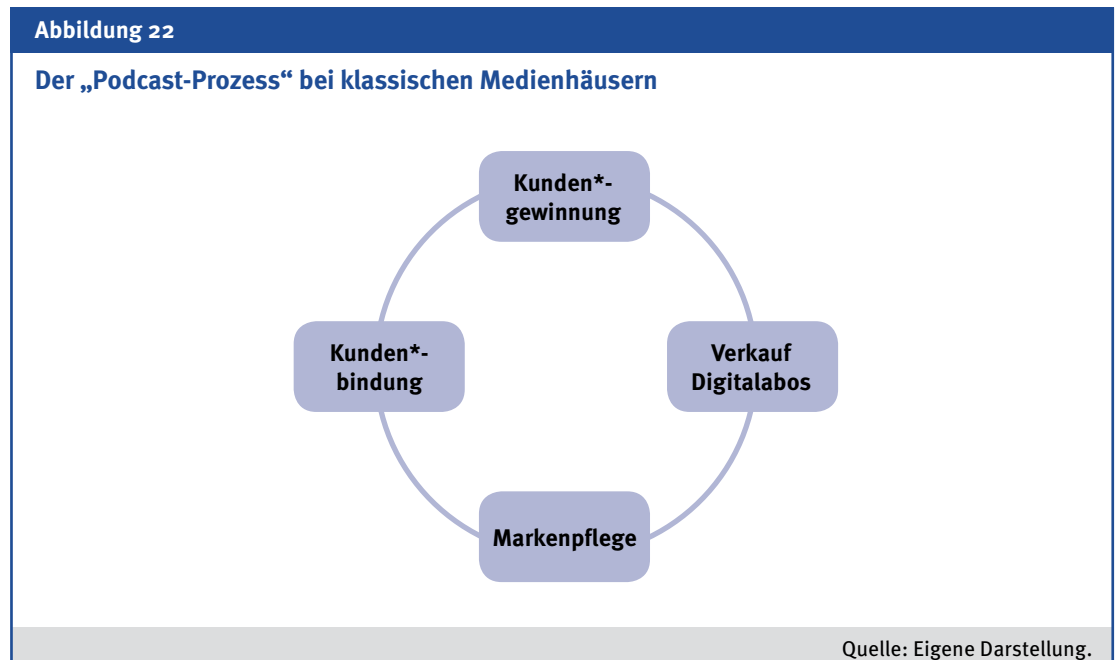 Abbildung 22
Der „Podcast-Prozess“ bei klassischen Medienhäusern
Kunden*-
gewinnung
Kunden*-
bindung
Verkauf
Digitalabos
Markenpflege
Quelle: Eigene Darstellung.